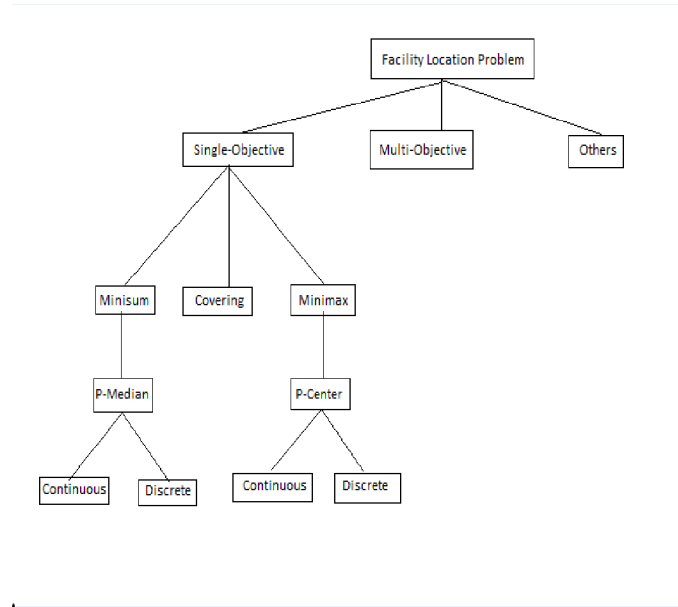 Facility Location Problem
Single-Objective
Multi-Objective
Others
Minisum
Covering
Minimax
P-Median
P-Center
Continuous
Discrete
Continuous
Discrete